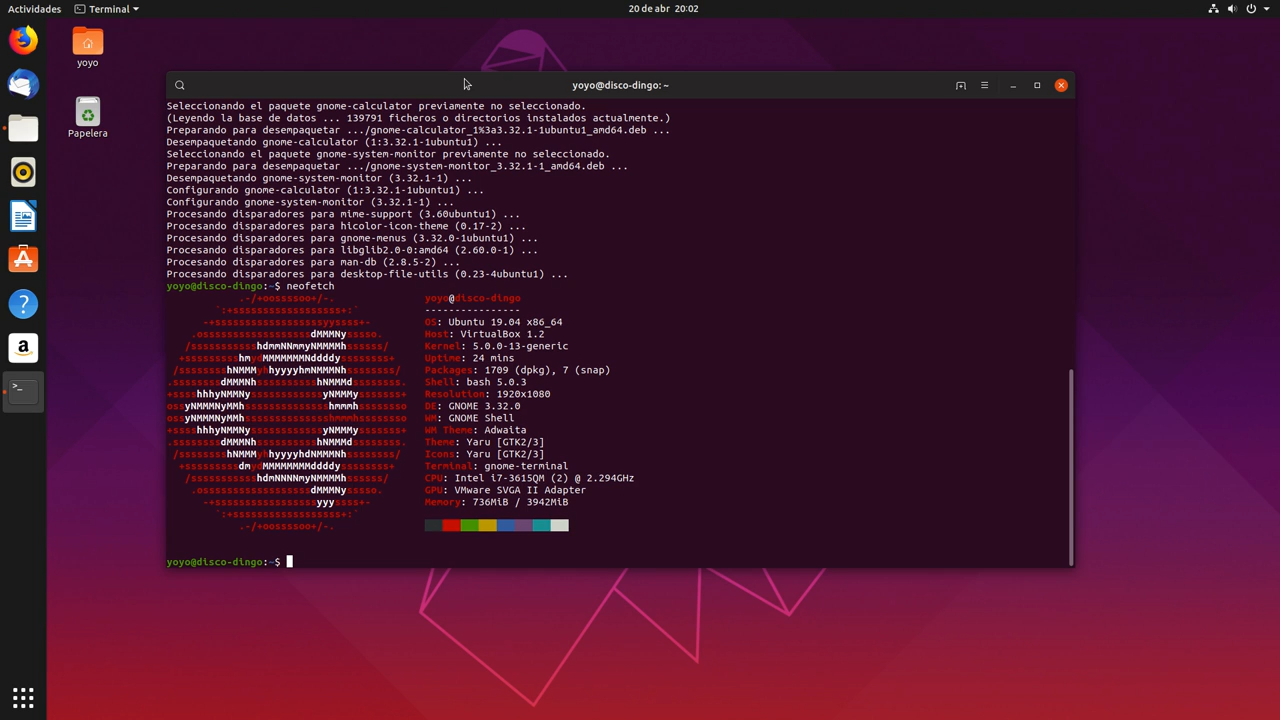 Actividades
Terminal
20 de abr 20:02
yoyo
Papelera
yoyo@disco-dingo: ~
Seleccionando el paquete gnome-calculator previamente no seleccionado.
(Leyendo la base de datos ... 139791 ficheros o directorios instalados actualmente.)
Preparando para desempaquetar .../gnome-calculator_1%3a3.32.1-1ubuntu1_amd64.deb ...
Desempaquetando gnome-calculator (1:3.32.1-1ubuntu1) ...
Seleccionando el paquete gnome-system-monitor previamente no seleccionado.
Preparando para desempaquetar .../gnome-system-monitor_3.32.1-1_amd64.deb ...
Desempaquetando gnome-system-monitor (3.32.1-1) ...
Configurando gnome-calculator (1:3.32.1-1ubuntu1) ...
Configurando gnome-system-monitor (3.32.1-1) ...
Procesando disparadores para mime-support (3.60ubuntu1) ...
Procesando disparadores para hicolor-icon-theme (0.17-2) ...
Procesando disparadores para gnome-menus (3.32.0-1ubuntu1) ...
Procesando disparadores para libglib2.0-0:amd64 (2.60.0-1) ...
Procesando disparadores para man-db (2.8.5-2) ...
Procesando disparadores para desktop-file-utils (0.23-4ubuntu1) ...
yoyo@disco-dingo:~$ neofetch
yoyo@disco-dingo
----------------
OS: Ubuntu 19.04 x86_64
Host: VirtualBox 1.2
Kernel: 5.0.0-13-generic
Uptime: 24 mins
Packages: 1709 (dpkg), 7 (snap)
Shell: bash 5.0.3
Resolution: 1920x1080
DE: GNOME 3.32.0
WM: GNOME Shell
WM Theme: Adwaita
Theme: Yaru [GTK2/3]
Icons: Yaru [GTK2/3]
Terminal: gnome-terminal
CPU: Intel i7-3615QM (2) @ 2.294GHz
GPU: VMware SVGA II Adapter
Memory: 736MiB / 3942MiB
yoyo@disco-dingo:~$